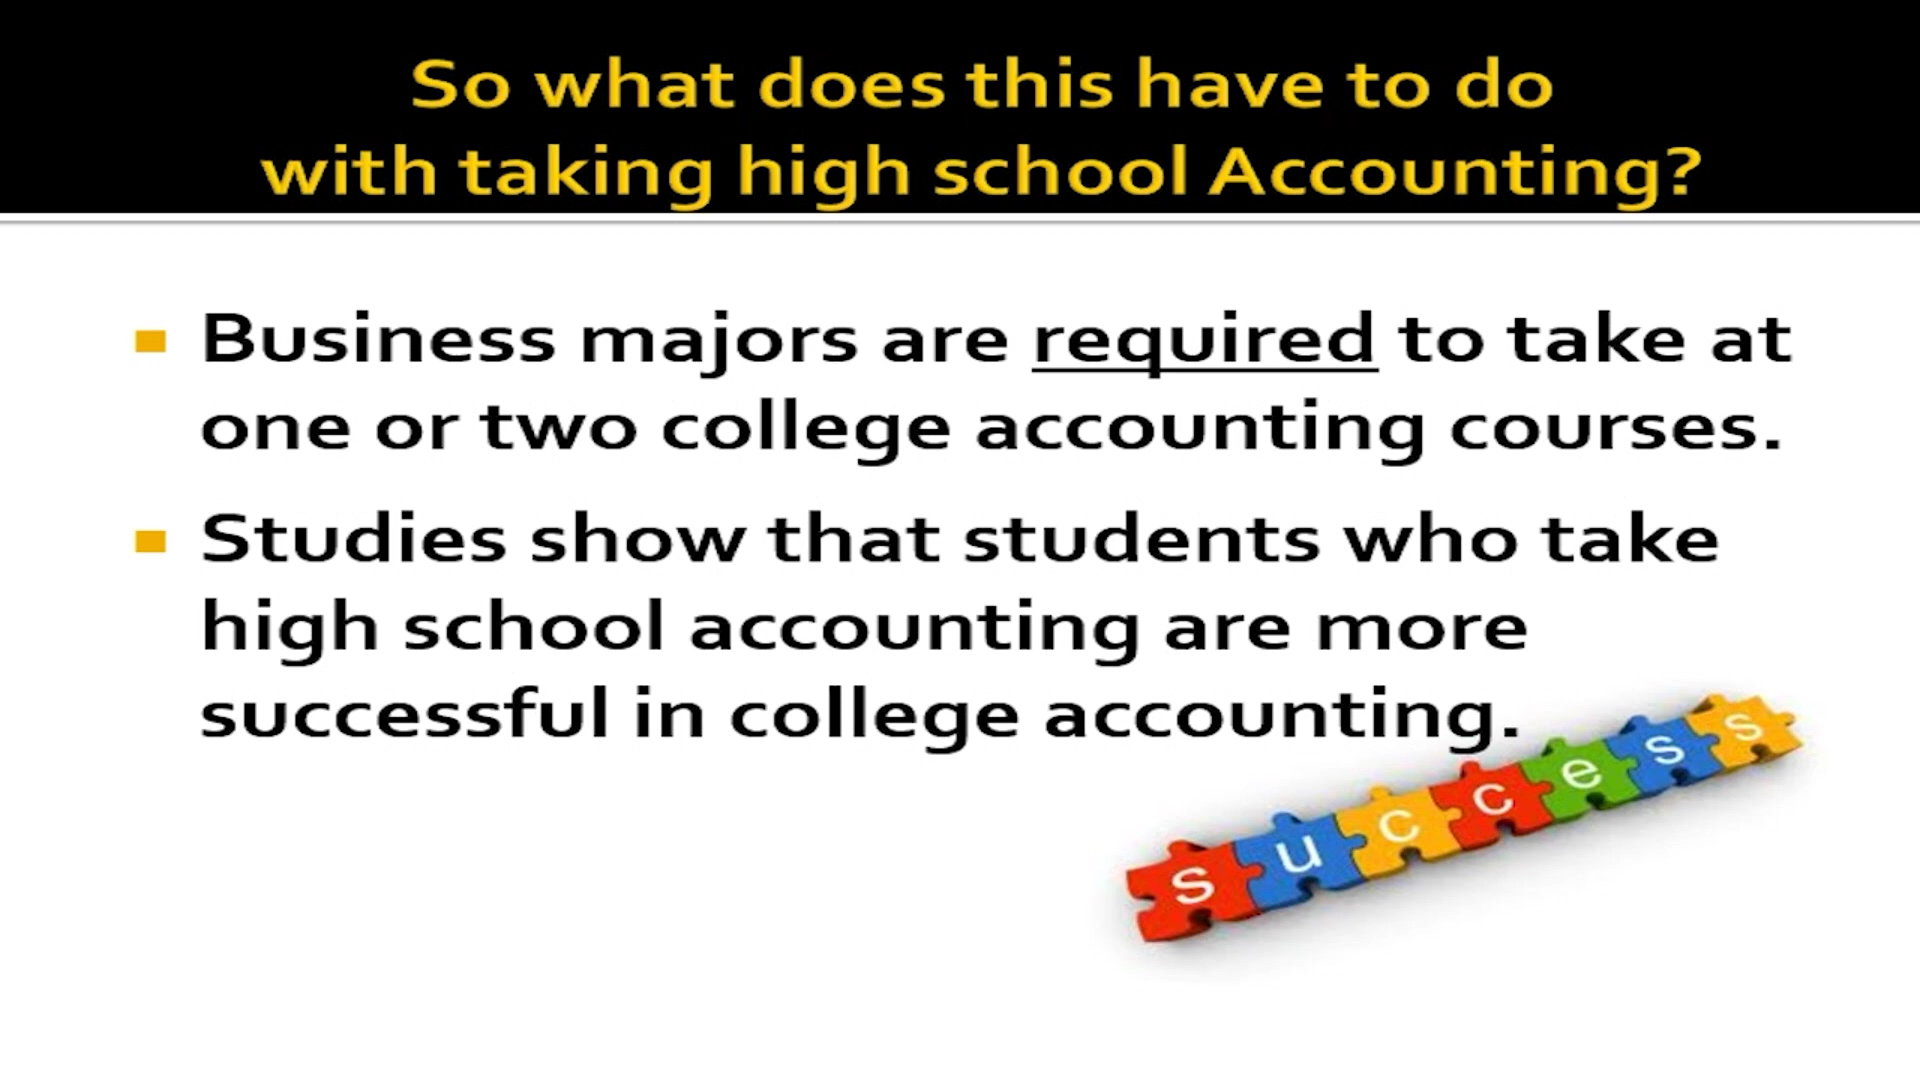 So what does this have to do
with taking high school Accounting?
Business majors are required to take at
one or two college accounting courses.
Studies show that students who take
high school accounting are more
successful in college accounting.
success